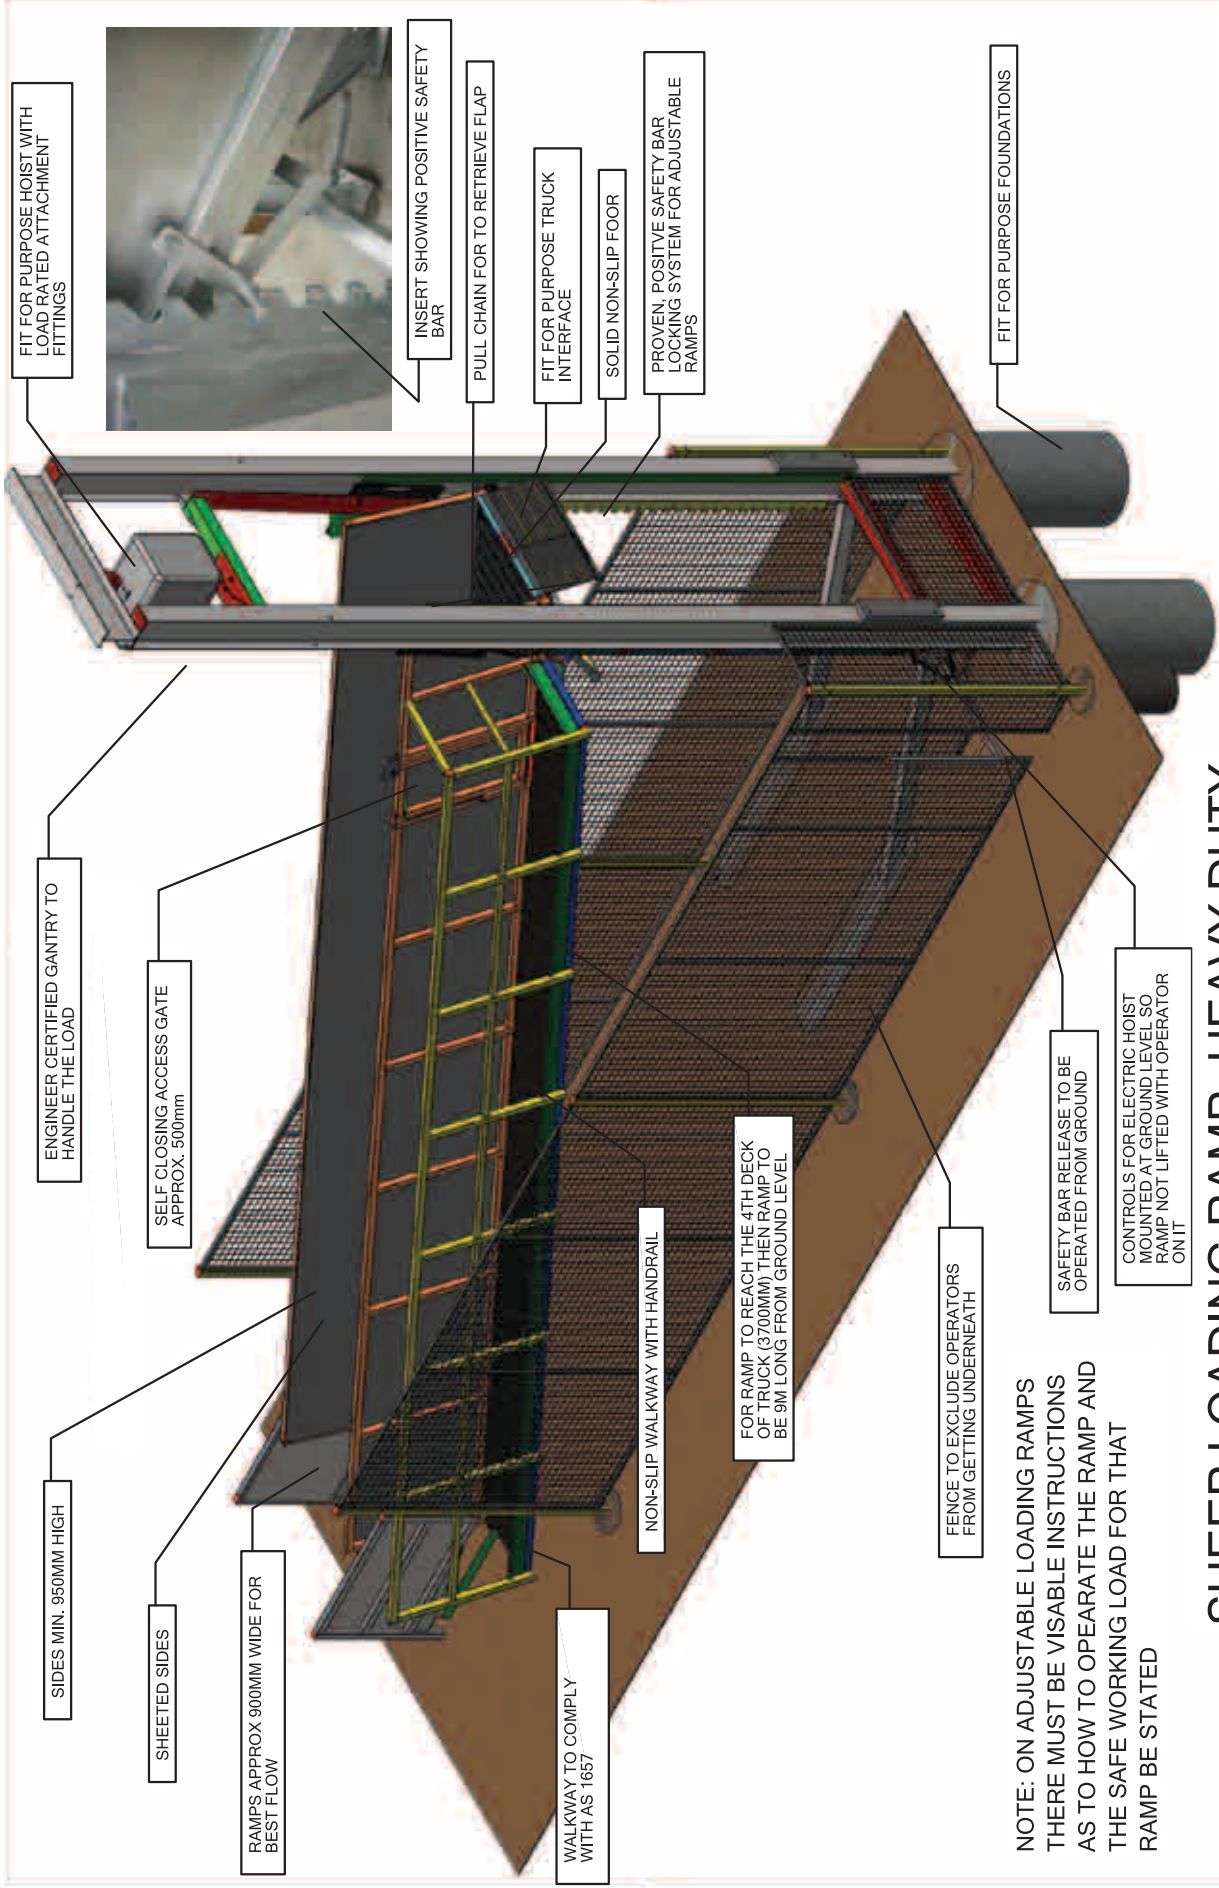 SIDES MIN. 950MM HIGH
ENGINEER CERTIFIED GANTRY TO
HANDLE THE LOAD
FIT FOR PURPOSE HOIST WITH
LOAD RATED ATTACHMENT
FITTINGS
SHEETED SIDES
SELF CLOSING ACCESS GATE
APPROX. 500mm
RAMPS APPROX 900MM WIDE FOR
BEST FLOW
INSERT SHOWING POSITIVE SAFETY
BAR
PULL CHAIN FOR TO RETRIEVE FLAP
FIT FOR PURPOSE TRUCK
INTERFACE
SOLID NON-SLIP FOOR
PROVEN, POSITVE SAFETY BAR
LOCKING SYSTEM FOR ADJUSTABLE
RAMPS
WALKWAY TO COMPLY
WITH AS 1657
NON-SLIP WALKWAY WITH HANDRAIL
FOR RAMP TO REACH THE 4TH DECK
OF TRUCK (3700MM) THEN RAMP TO
BE 9M LONG FROM GROUND LEVEL
FENCE TO EXCLUDE OPERATORS
FROM GETTING UNDERNEATH
FIT FOR PURPOSE FOUNDATIONS
SAFETY BAR RELEASE TO BE
OPERATED FROM GROUND
CONTROLS FOR ELECTRIC HOIST
MOUNTED AT GROUND LEVEL SO
RAMP NOT LIFTED WITH OPERATOR
ON IT
NOTE: ON ADJUSTABLE LOADING RAMPS
THERE MUST BE VISABLE INSTRUCTIONS
AS TO HOW TO OPEARATE THE RAMP AND
THE SAFE WORKING LOAD FOR THAT
RAMP BE STATED
SHEEP LOADING RAMP HEAVY DUTY